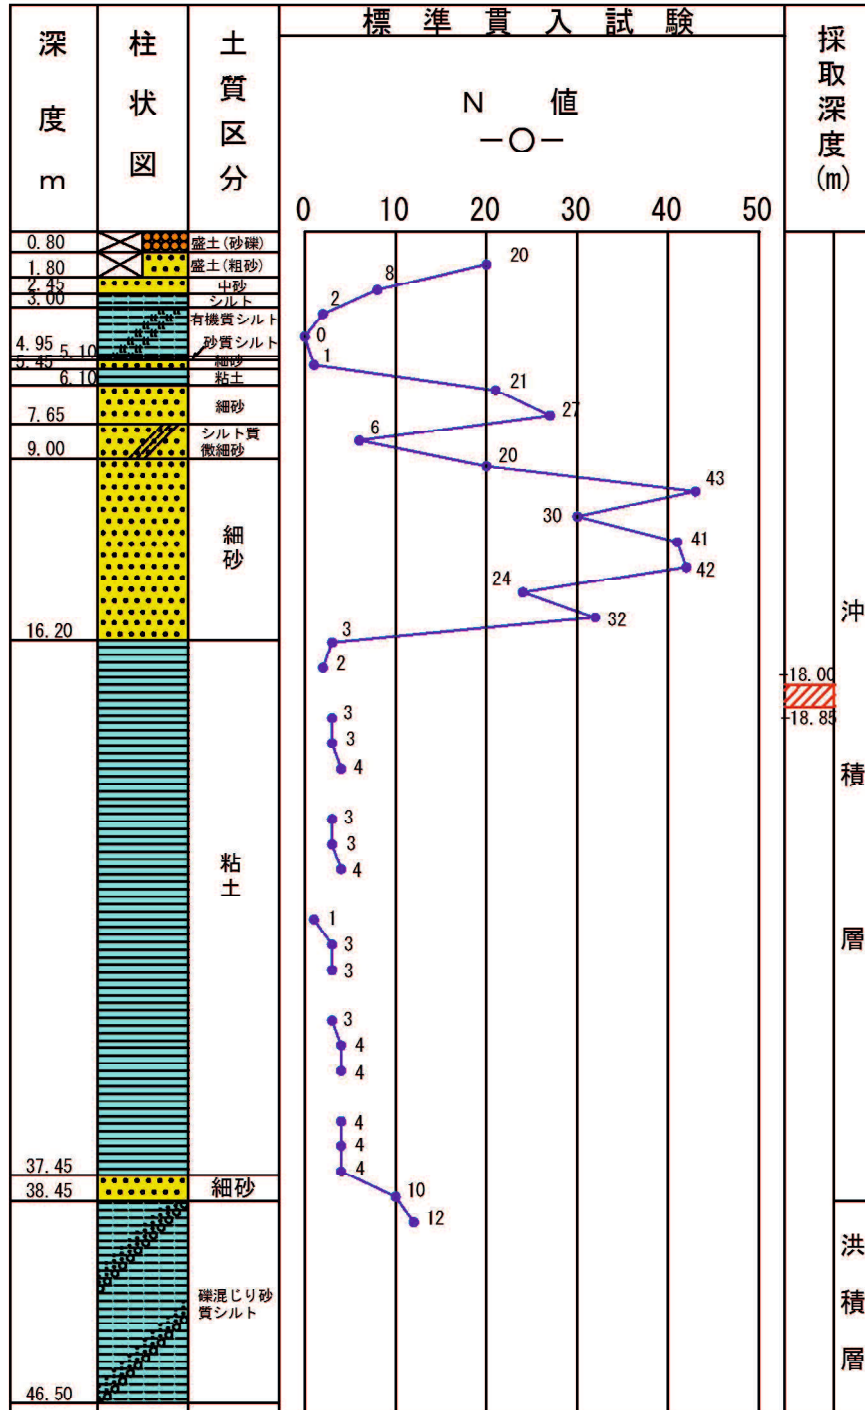 標準貫入試験
深度m
柱状図
土質区分
N値
採取深度(m)
0 10 20 30 40 50
0.80 盛土(砂礫)
1.80 盛土(粗砂)
2.45 中砂
3.00 シルト
有機質シルト
4.95 砂質シルト
5.10
5.45 細砂
6.10 粘土
7.65 細砂
9.00 シルト質
微細砂
細砂
16.20
粘土
37.45
38.45 細砂
礫混じり砂
質シルト
46.50
20
8
2
0
1
21
27
6
20
43
30
41
42
24
32
3
2
3
3
4
3
3
4
1
3
3
3
4
4
4
4
4
10
12
-18.00
-18.85
沖積層
洪積層